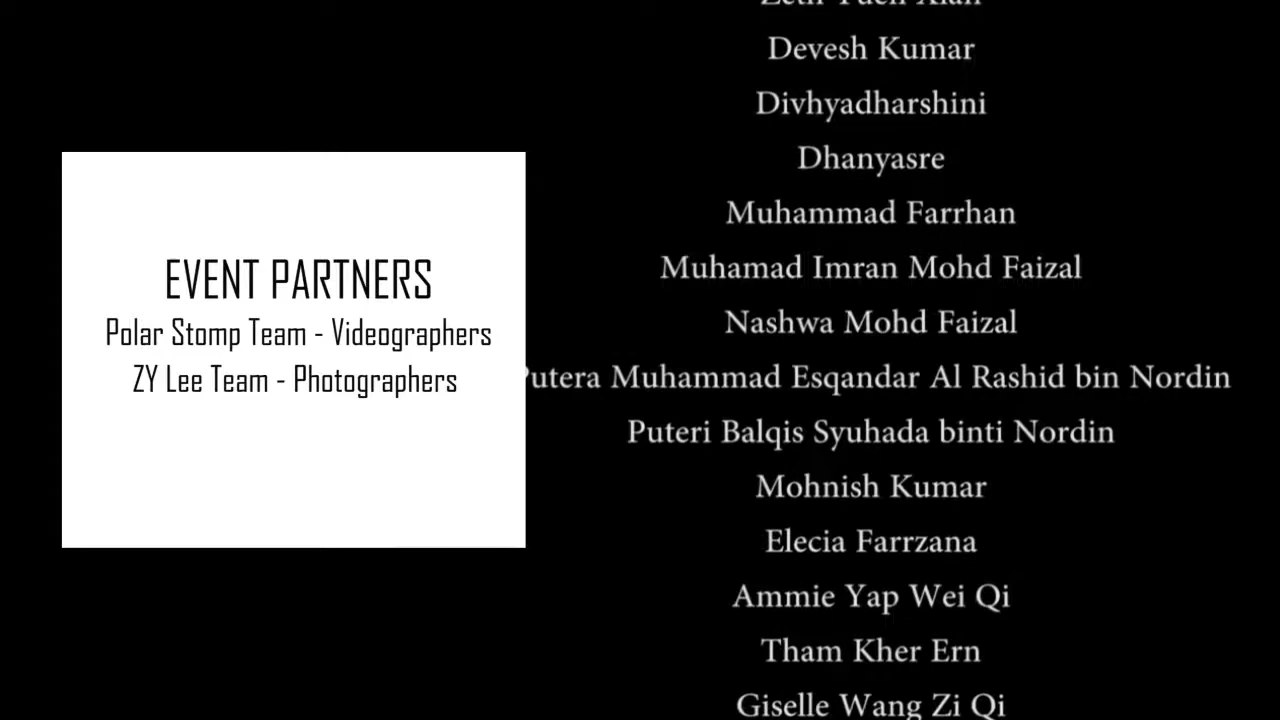 EVENT PARTNERS
Polar Stomp Team - Videographers
ZY Lee Team - Photographers
Devesh Kumar
Divhyadharshini
Dhanyasre
Muhammad Farrhan
Muhamad Imran Mohd Faizal
Nashwa Mohd Faizal
Putera Muhammad Esqandar Al Rashid bin Nordin
Puteri Balqis Syuhada binti Nordin
Mohnish Kumar
Elecia Farrzana
Ammie Yap Wei Qi
Tham Kher Ern
Giselle Wang Zi Qi